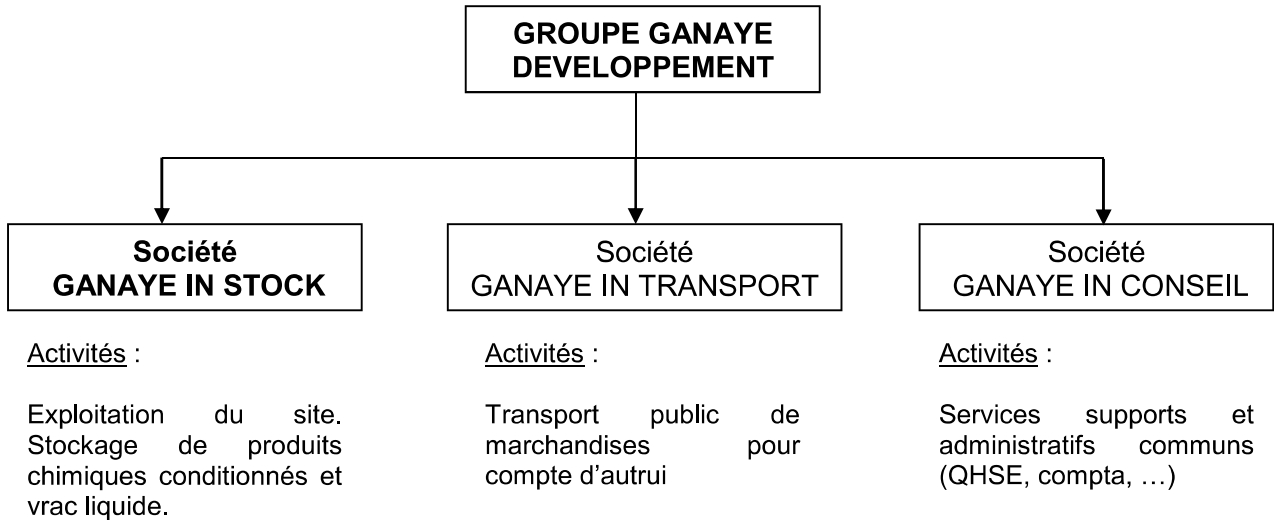 GROUPE GANAYE
DEVELOPPEMENT
Société
GANAYE IN STOCK
Société
GANAYE IN TRANSPORT
Société
GANAYE IN CONSEIL
Activités :
Exploitation du site.
Stockage de produits
chimiques conditionnés et
vrac liquide.
Activités :
Transport public de
marchandises pour
compte d'autrui
Activités :
Services supports et
administratifs communs
(QHSE, compta, …)